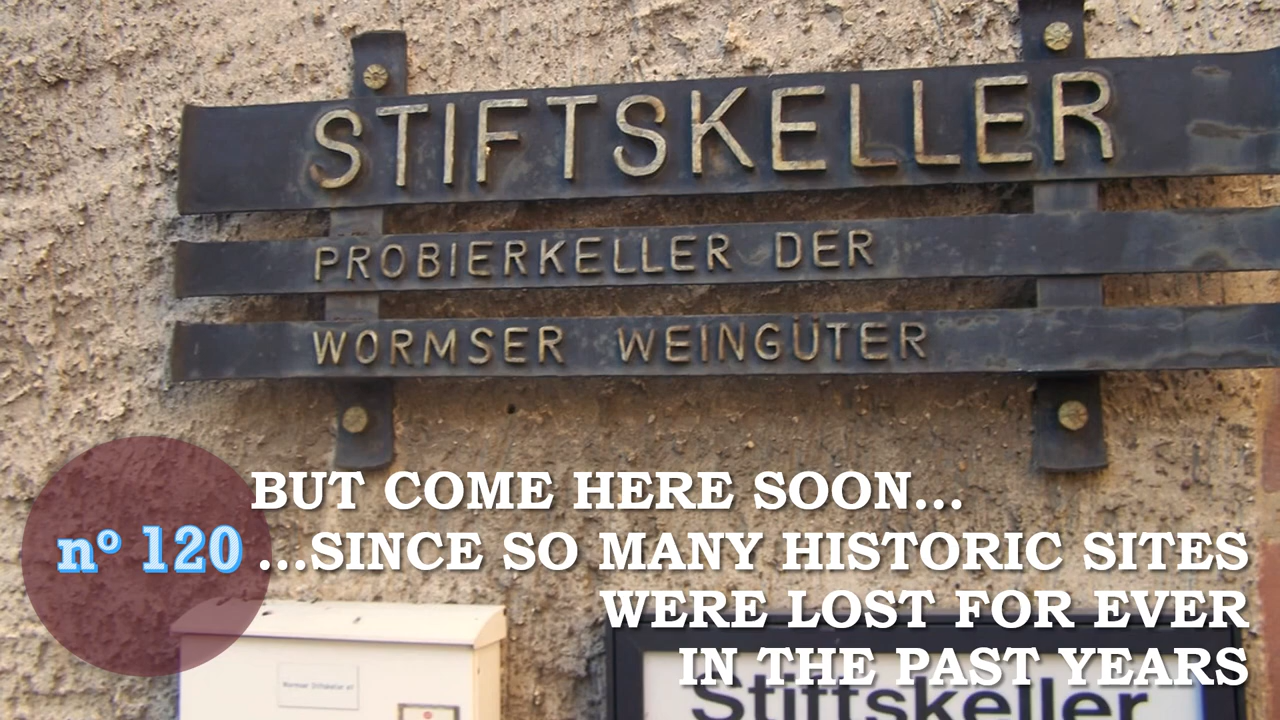 STIFTSKELLER
PROBIERKELLER DER
WORMSER WEINGÜTER
BUT COME HERE SOON...
nº 120
...SINCE SO MANY HISTORIC SITES
WERE LOST FOR EVER
IN THE PAST YEARS
Stiftskeller